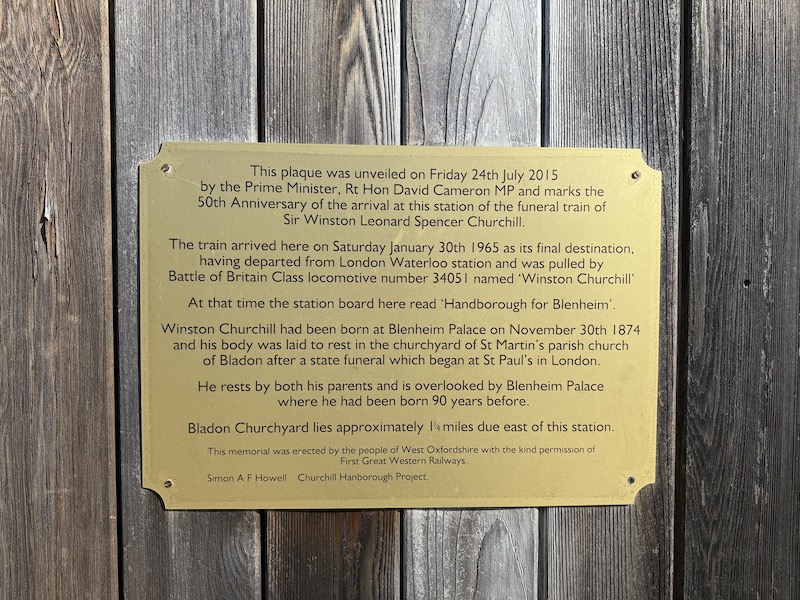 This plaque was unveiled on Friday 24th July 2015
by the Prime Minister, Rt Hon David Cameron MP and marks the
50th Anniversary of the arrival at this station of the funeral train of
Sir Winston Leonard Spencer Churchill.
The train arrived here on Saturday January 30th 1965 as its final destination,
having departed from London Waterloo station and was pulled by
Battle of Britain Class locomotive number 34051 named ‘Winston Churchill’
At that time the station board here read ‘Handborough for Blenheim’.
Winston Churchill had been born at Blenheim Palace on November 30th 1874
and his body was laid to rest in the churchyard of St Martin’s parish church
of Bladon after a state funeral which began at St Paul’s in London.
He rests by both his parents and is overlooked by Blenheim Palace
where he had been born 90 years before.
Bladon Churchyard lies approximately 1¼ miles due east of this station.
This memorial was erected by the people of West Oxfordshire with the kind permission of
First Great Western Railways.
Simon A F Howell Churchill Hanborough Project.